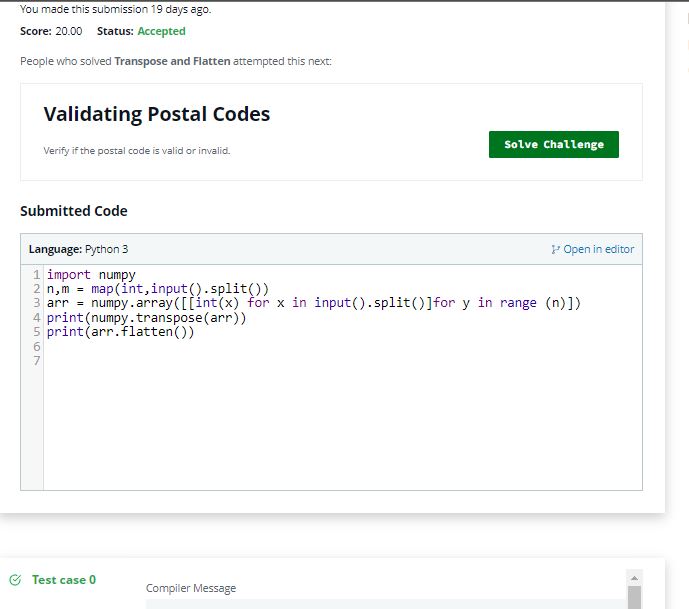 You made this submission 19 days ago.
Score: 20.00 Status: Accepted
People who solved Transpose and Flatten attempted this next:
Validating Postal Codes
Verify if the postal code is valid or invalid.
Solve Challenge
Submitted Code
Language: Python 3
Open in editor
1 import numpy
2 n,m = map(int,input().split())
3 arr = numpy.array([[int(x) for x in input().split()]for y in range (n)])
4 print(numpy.transpose(arr))
5 print(arr.flatten())
6
7
Test case 0
Compiler Message